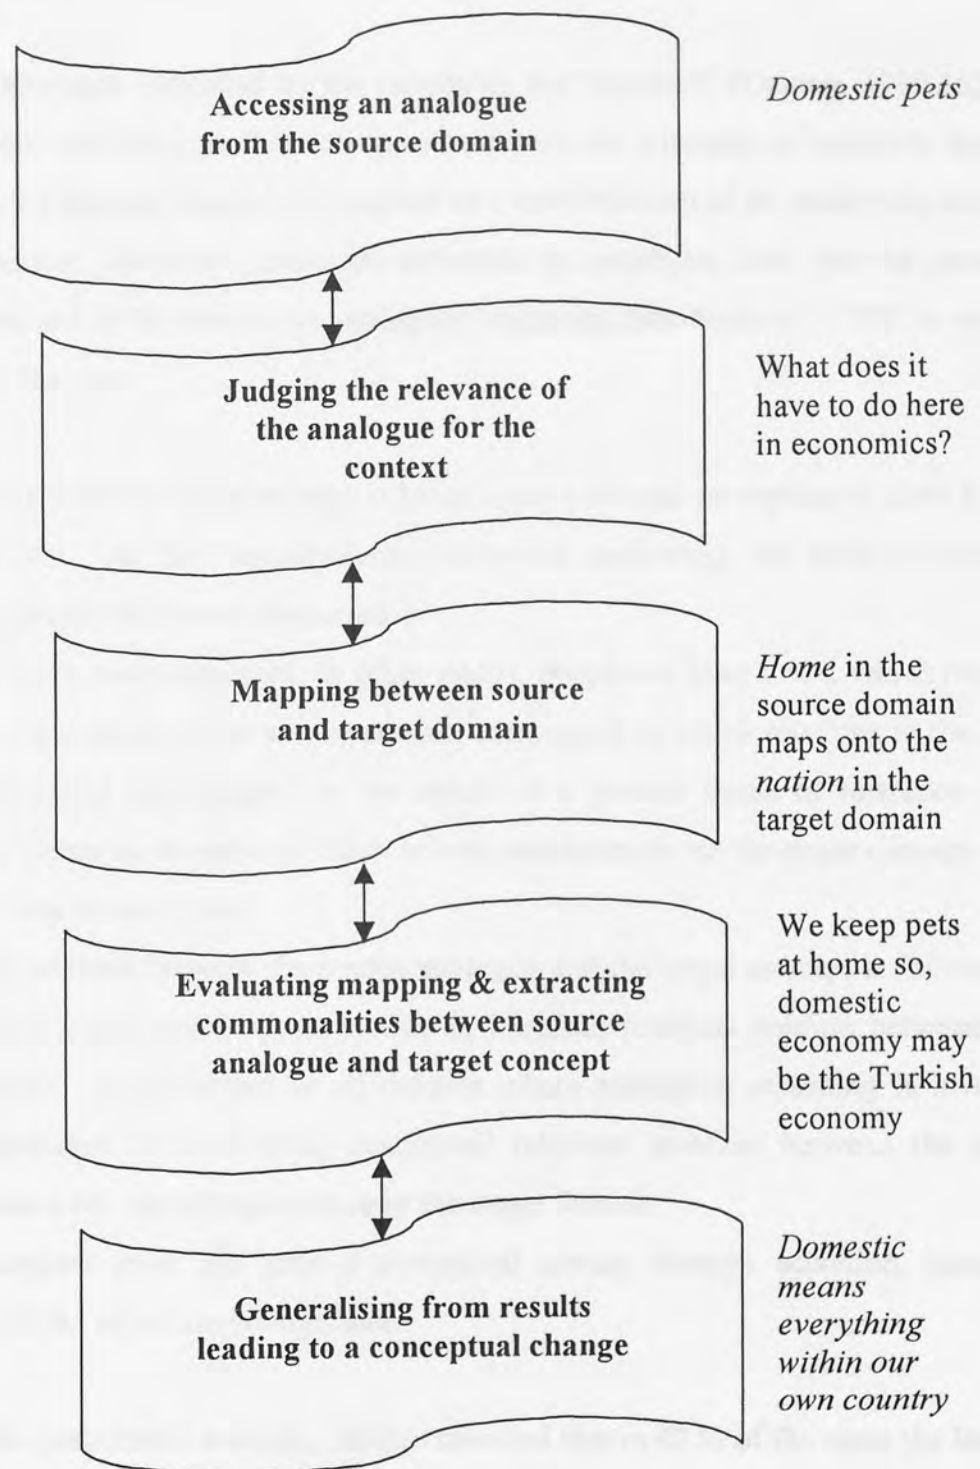 Accessing an analogue
from the source domain
Domestic pets
Judging the relevance of
the analogue for the
context
What does it
have to do here
in economics?
Mapping between source
and target domain
Home in the
source domain
maps onto the
nation in the
target domain
Evaluating mapping & extracting
commonalities between source
analogue and target concept
We keep pets
at home so,
domestic
economy may
be the Turkish
economy
Generalising from results
leading to a conceptual change
Domestic
means
everything
within our
own country